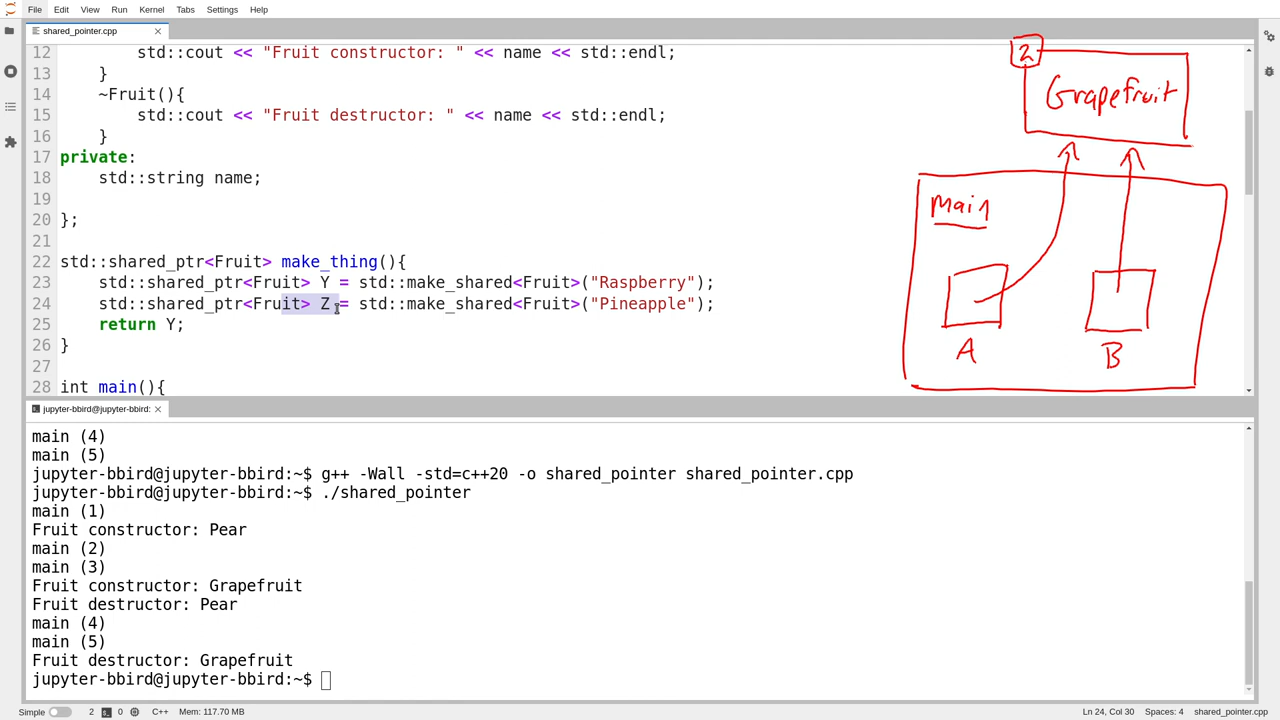 File Edit View Run Kernel Tabs Settings Help
shared_pointer.cpp
12 std::cout << "Fruit constructor: " << name << std::endl;
13 }
14 ~Fruit(){
15 std::cout << "Fruit destructor: " << name << std::endl;
16 }
17 private:
18 std::string name;
19
20 };
21
22 std::shared_ptr<Fruit> make_thing(){
23 std::shared_ptr<Fruit> Y = std::make_shared<Fruit>("Raspberry");
24 std::shared_ptr<Fruit> Z = std::make_shared<Fruit>("Pineapple");
25 return Y;
26 }
27
28 int main(){
2
Grapefruit
Main
A B
jupyter-bbird@jupyter-bbird:
main (4)
main (5)
jupyter-bbird@jupyter-bbird:~$ g++ -Wall -std=c++20 -o shared_pointer shared_pointer.cpp
jupyter-bbird@jupyter-bbird:~$ ./shared_pointer
main (1)
Fruit constructor: Pear
main (2)
main (3)
Fruit constructor: Grapefruit
Fruit destructor: Pear
main (4)
main (5)
Fruit destructor: Grapefruit
jupyter-bbird@jupyter-bbird:~$
Simple 2 0 C++ Mem: 117.70 MB Ln 24, Col 30 Spaces: 4 shared_pointer.cpp